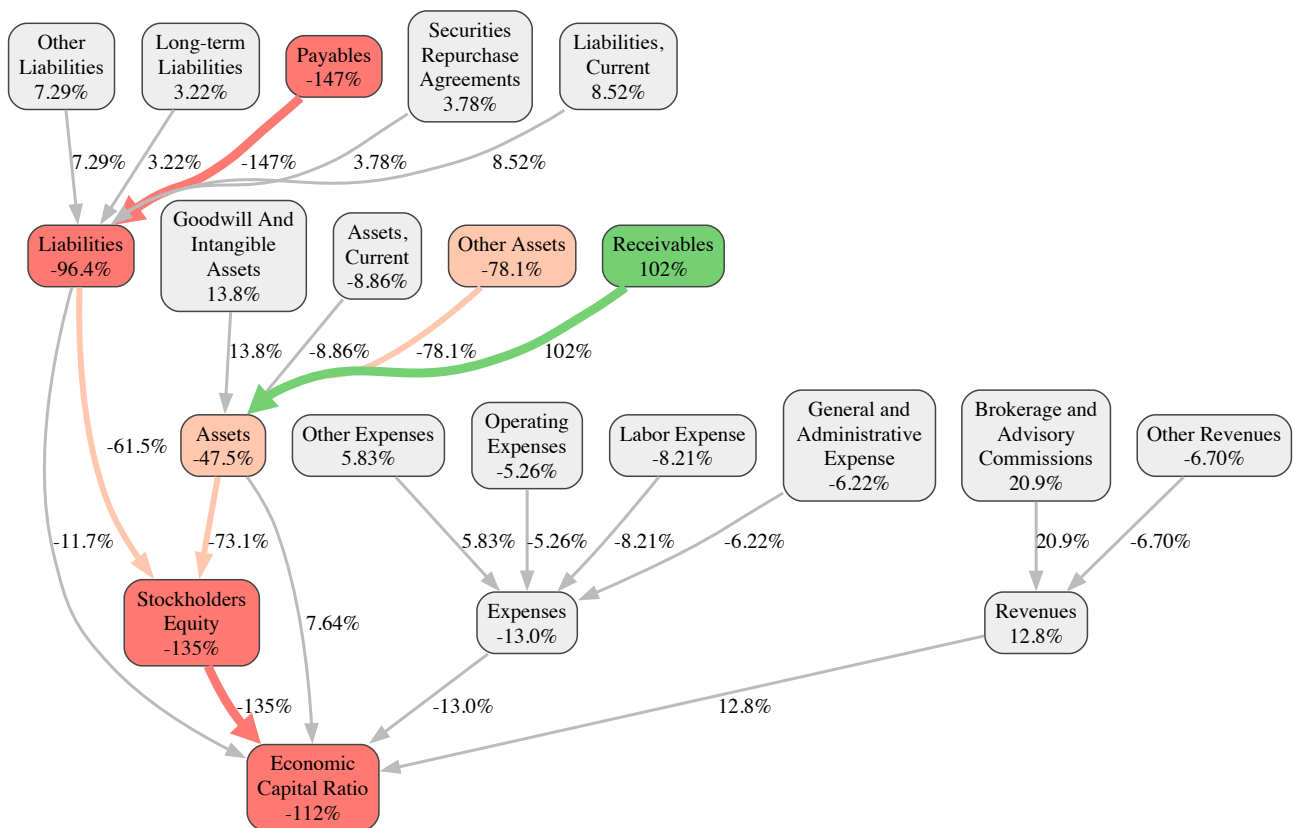 Other
Liabilities
7.29%
Long-term
Liabilities
3.22%
Payables
-147%
Securities
Repurchase
Agreements
3.78%
Liabilities,
Current
8.52%
7.29%
3.22%
-147%
3.78%
8.52%
Liabilities
-96.4%
Goodwill And
Intangible
Assets
13.8%
Assets,
Current
-8.86%
Other Assets
-78.1%
Receivables
102%
13.8%
-8.86%
-78.1%
102%
-61.5%
Assets
-47.5%
Other Expenses
5.83%
Operating
Expenses
-5.26%
Labor Expense
-8.21%
General and
Administrative
Expense
-6.22%
Brokerage and
Advisory
Commissions
20.9%
Other Revenues
-6.70%
-11.7%
-73.1%
5.83%
-5.26%
-8.21%
-6.22%
20.9%
-6.70%
Stockholders
Equity
-135%
7.64%
Expenses
-13.0%
Revenues
12.8%
-135%
-13.0%
12.8%
Economic
Capital Ratio
-112%